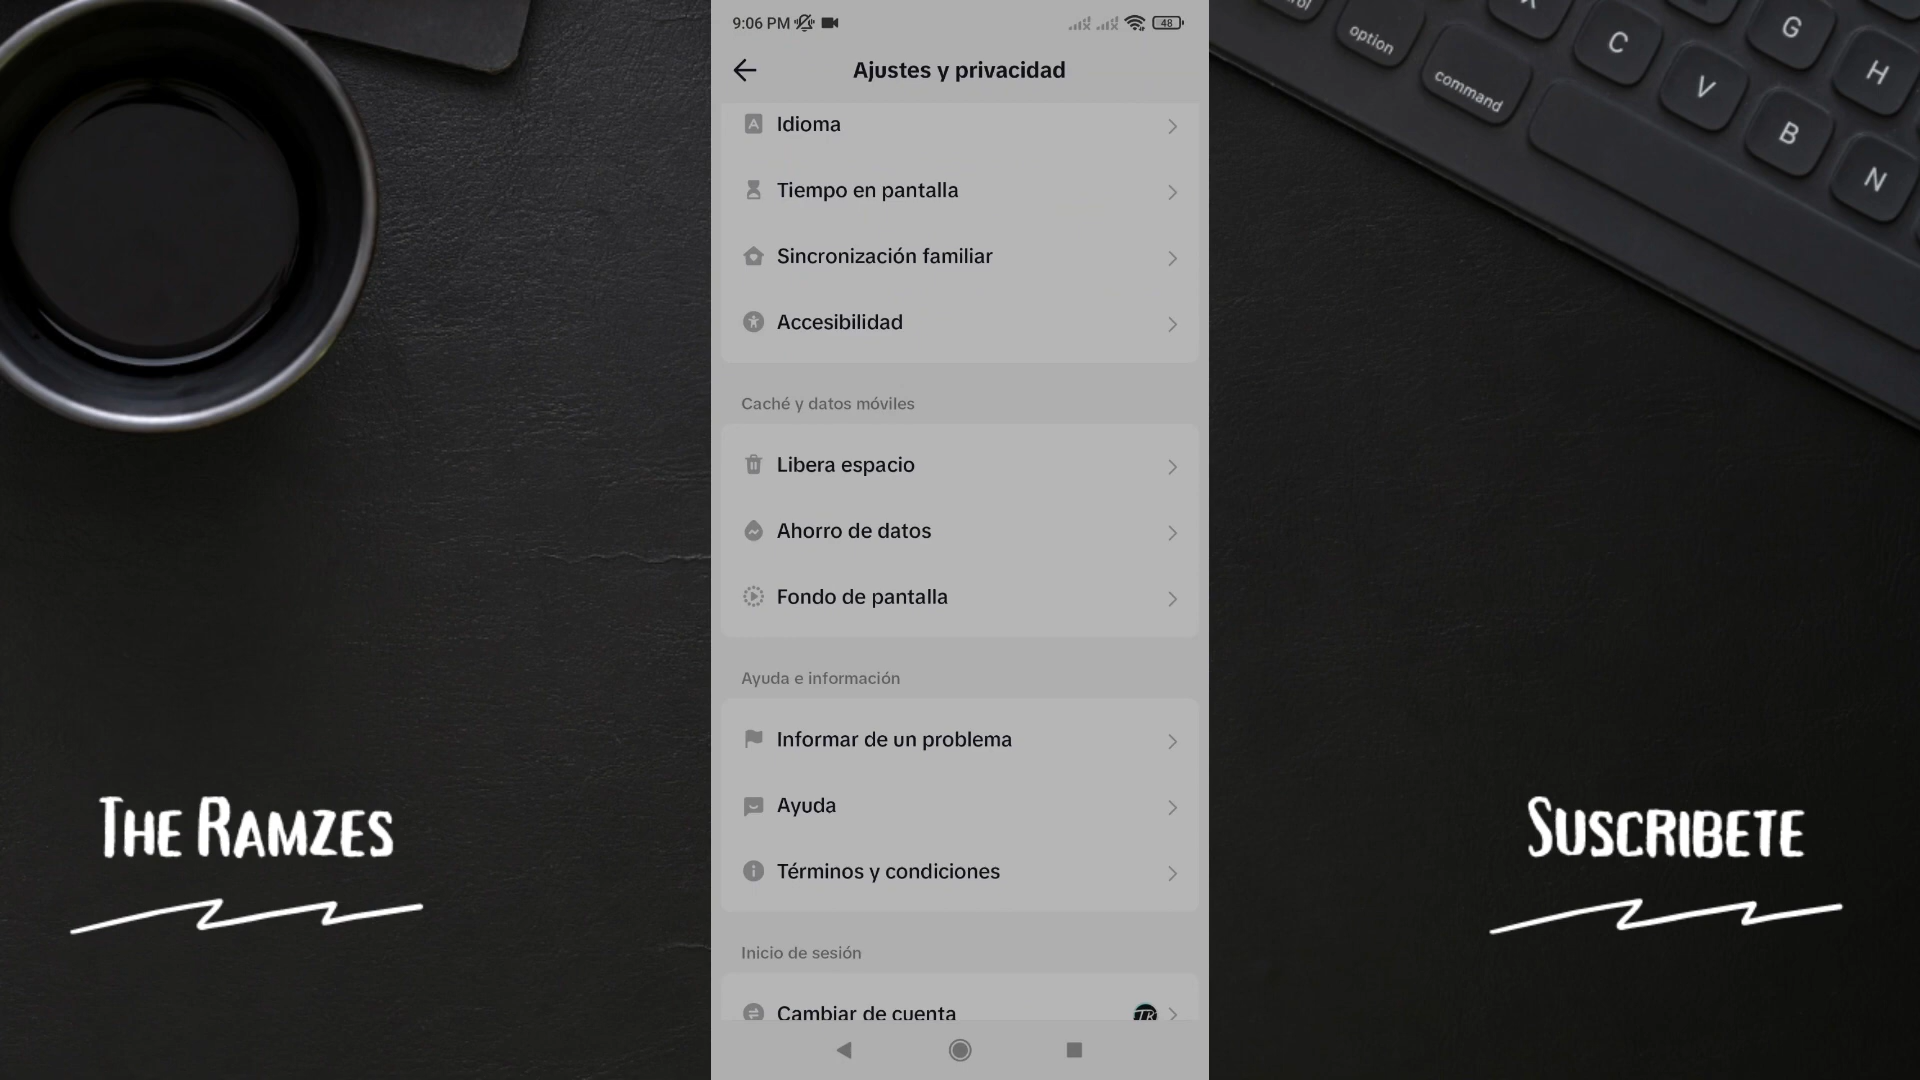 9:06 PM
48
Ajustes y privacidad
Idioma
Tiempo en pantalla
Sincronización familiar
Accesibilidad
Caché y datos móviles
Libera espacio
Ahorro de datos
Fondo de pantalla
Ayuda e información
Informar de un problema
Ayuda
Términos y condiciones
Inicio de sesión
Cambiar de cuenta
TR
The Ramzes
Suscribete
option
command
C
V
B
G
H
N